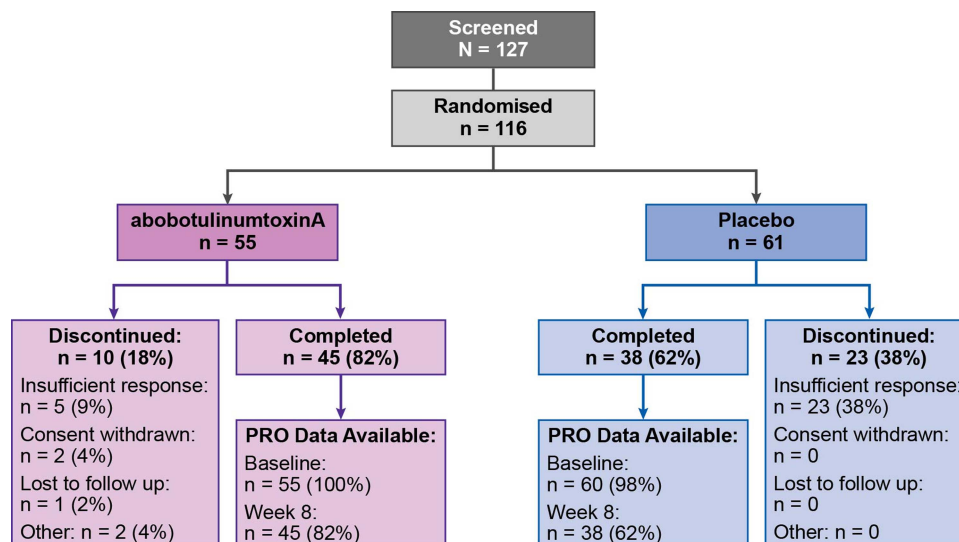 Screened
N = 127
Randomised
n = 116
abobotulinumtoxinA
n = 55
Placebo
n = 61
Discontinued:
n = 10 (18%)
Insufficient response:
n = 5 (9%)
Consent withdrawn:
n = 2 (4%)
Lost to follow up:
n = 1 (2%)
Other: n = 2 (4%)
Completed
n = 45 (82%)
PRO Data Available:
Baseline:
n = 55 (100%)
Week 8:
n = 45 (82%)
Completed
n = 38 (62%)
PRO Data Available:
Baseline:
n = 60 (98%)
Week 8:
n = 38 (62%)
Discontinued:
n = 23 (38%)
Insufficient response:
n = 23 (38%)
Consent withdrawn:
n = 0
Lost to follow up:
n = 0
Other: n = 0